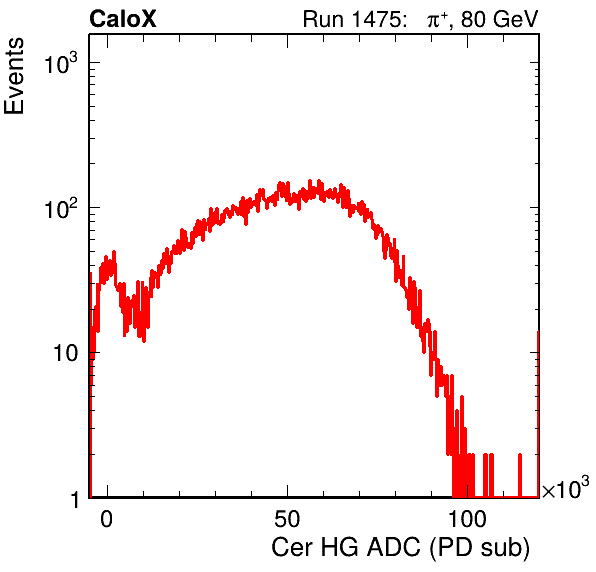 CaloX Run 1475: π⁺, 80 GeV
Events
10³
10²
10
1
0 50 100 ×10³
Cer HG ADC (PD sub)